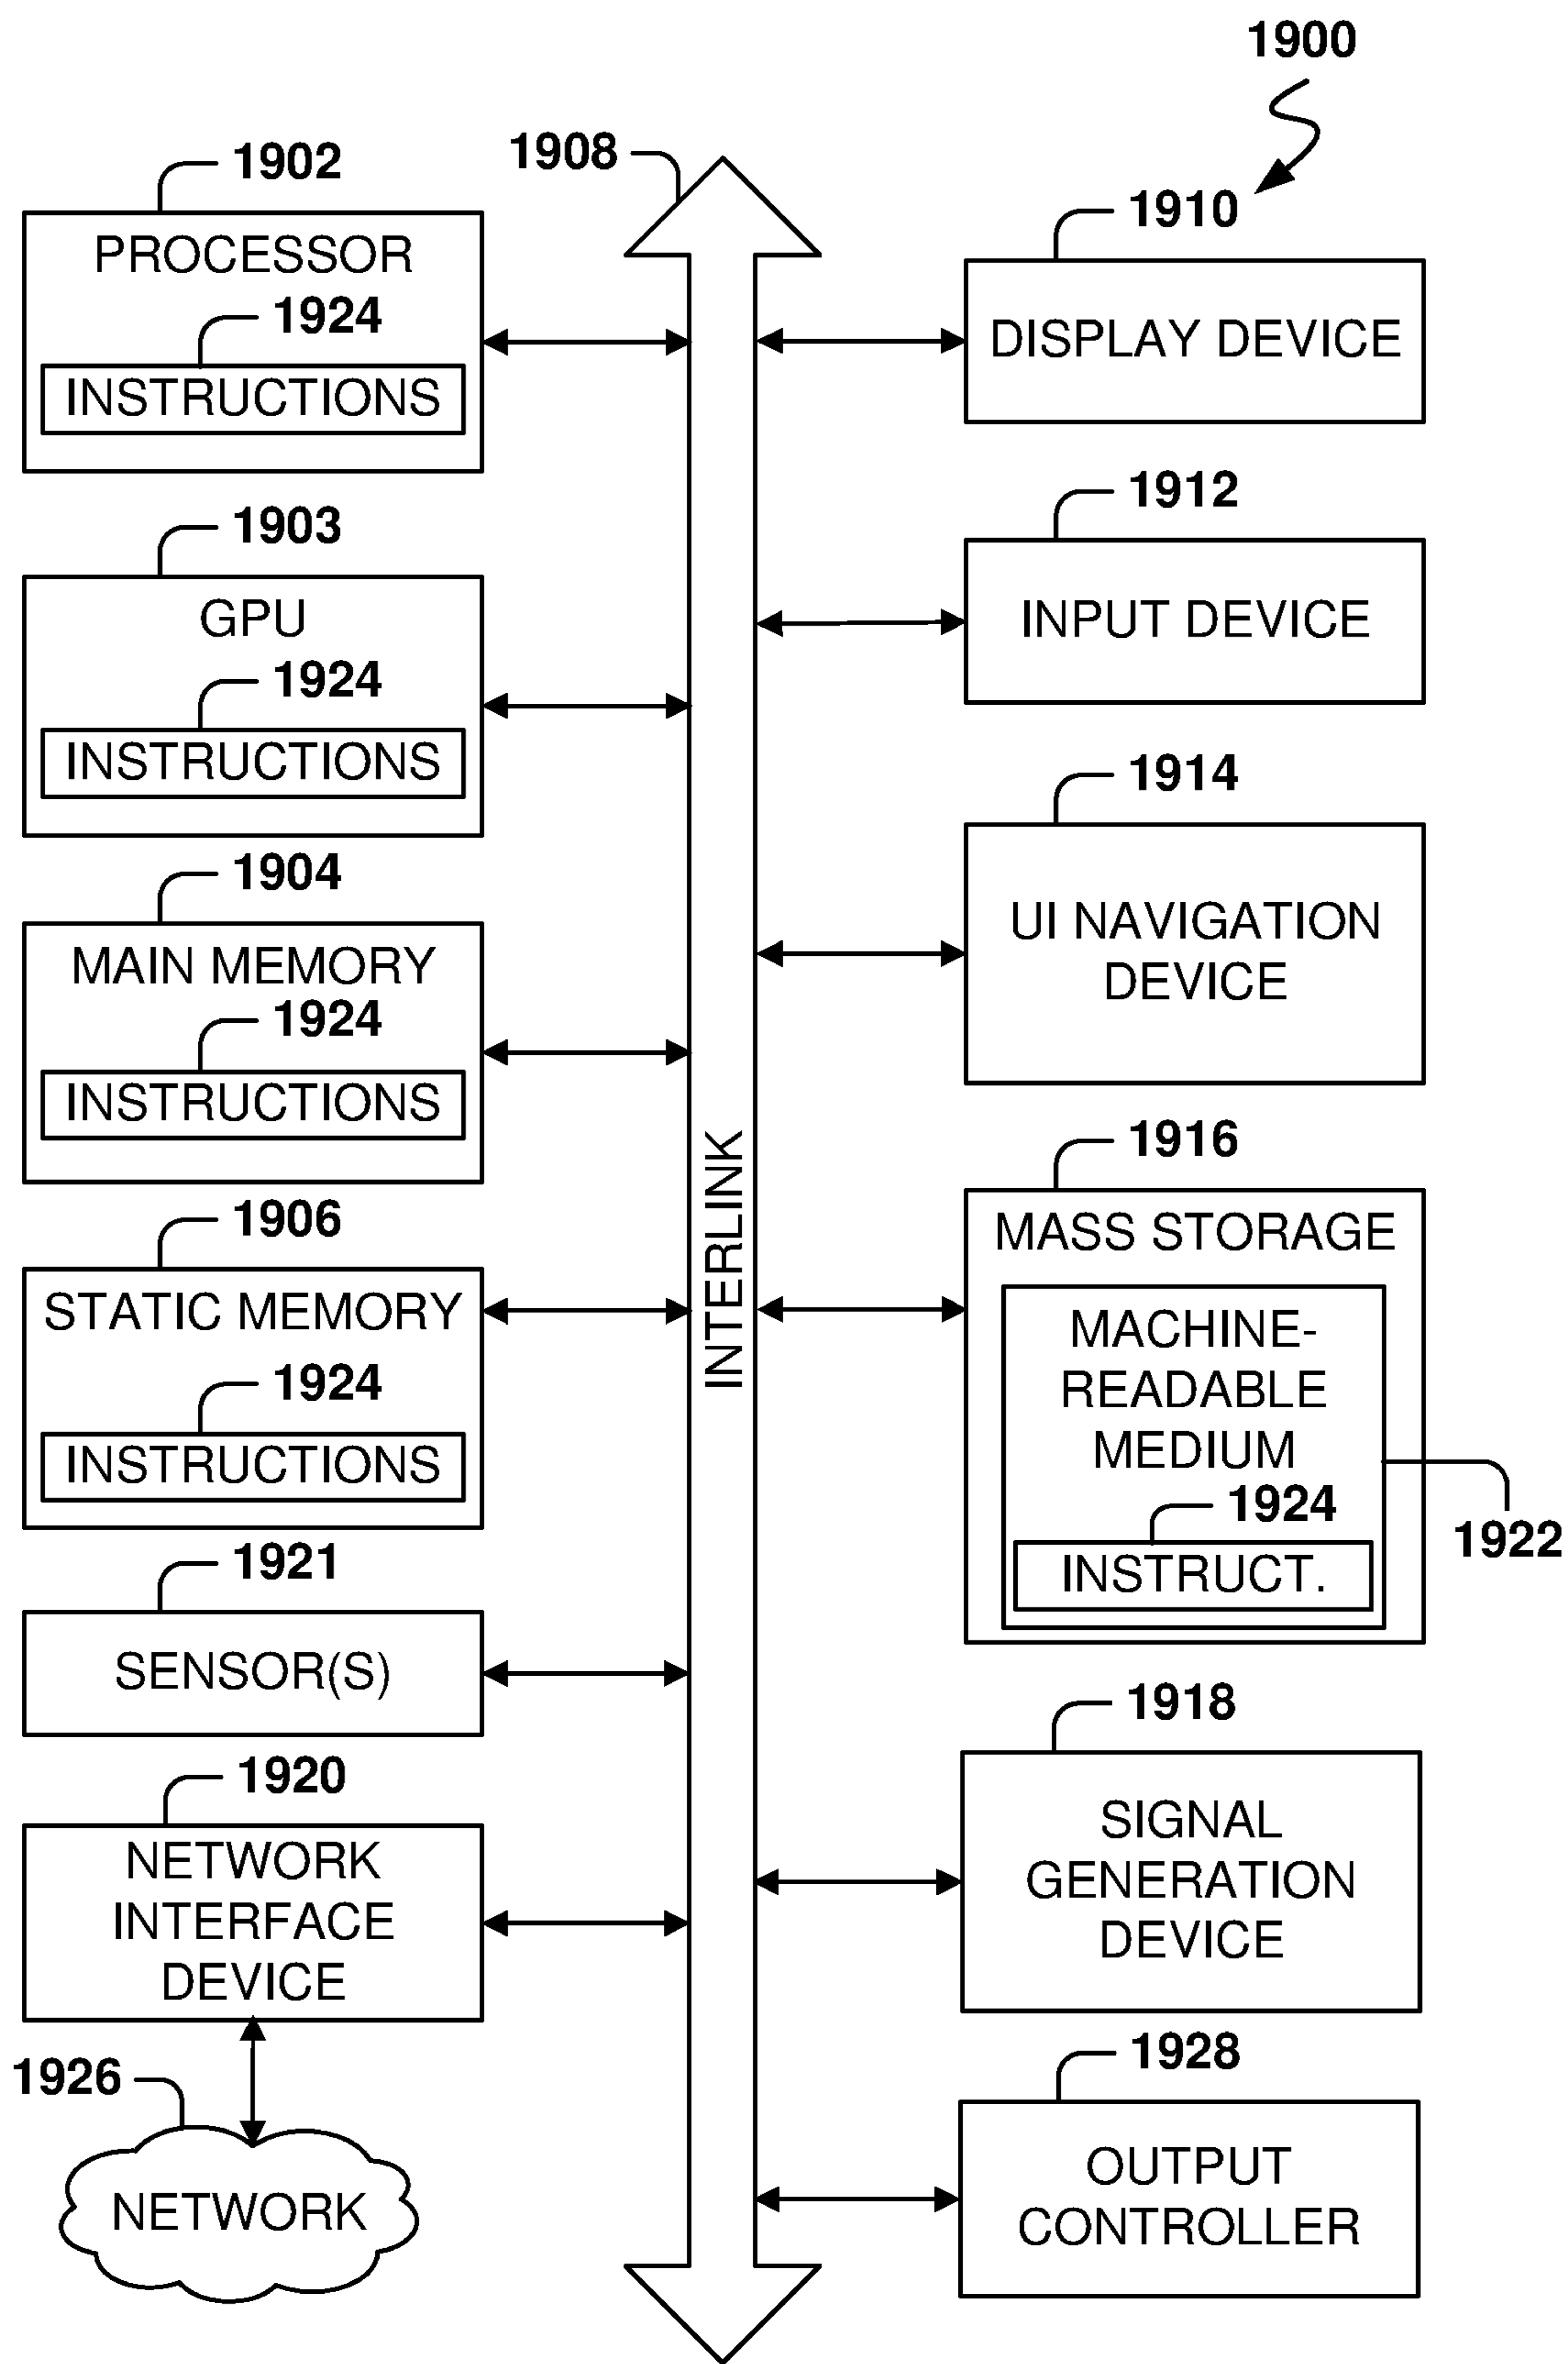 1900
1902
PROCESSOR
1924
INSTRUCTIONS
1903
GPU
1924
INSTRUCTIONS
1904
MAIN MEMORY
1924
INSTRUCTIONS
1906
STATIC MEMORY
1924
INSTRUCTIONS
1921
SENSOR(S)
1920
NETWORK
INTERFACE
DEVICE
1926
NETWORK
1908
INTERLINK
1910
DISPLAY DEVICE
1912
INPUT DEVICE
1914
UI NAVIGATION
DEVICE
1916
MASS STORAGE
MACHINE-
READABLE
MEDIUM
1924
INSTRUCT.
1922
1918
SIGNAL
GENERATION
DEVICE
1928
OUTPUT
CONTROLLER